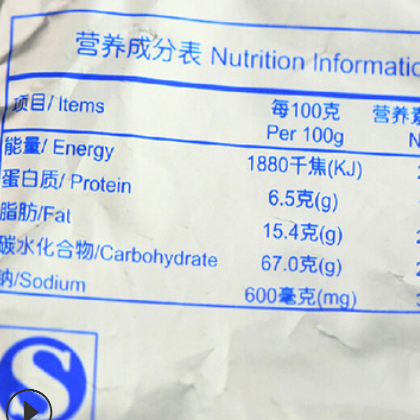 营养成分表 Nutrition Informatio
项目/ Items 每100克 营养素
Per 100g N
能量/ Energy 1880千焦(KJ)
蛋白质/ Protein 6.5克(g)
脂肪/Fat 15.4克(g)
碳水化合物/Carbohydrate 67.0克(g)
钠/Sodium 600毫克(mg)
S